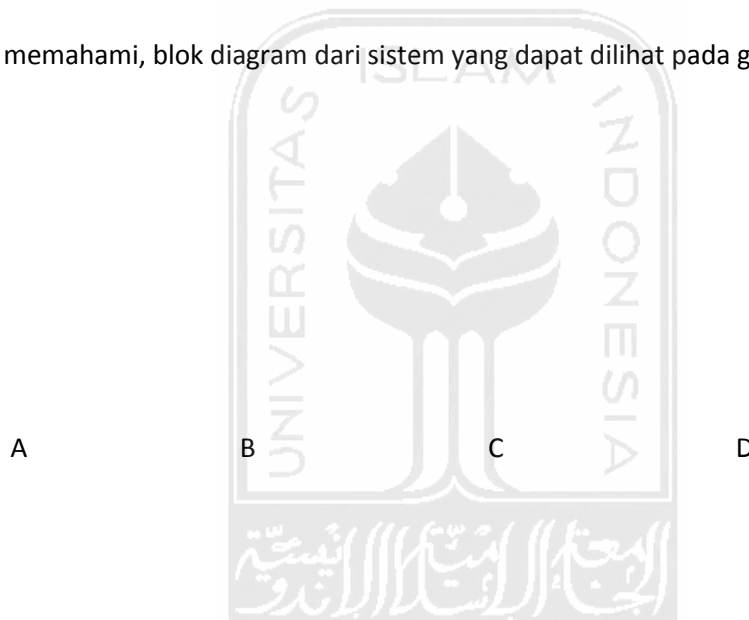 memahami, blok diagram dari sistem yang dapat dilihat pada g
ISLAM
UNIVERSITAS
INDONESIA
A B C D